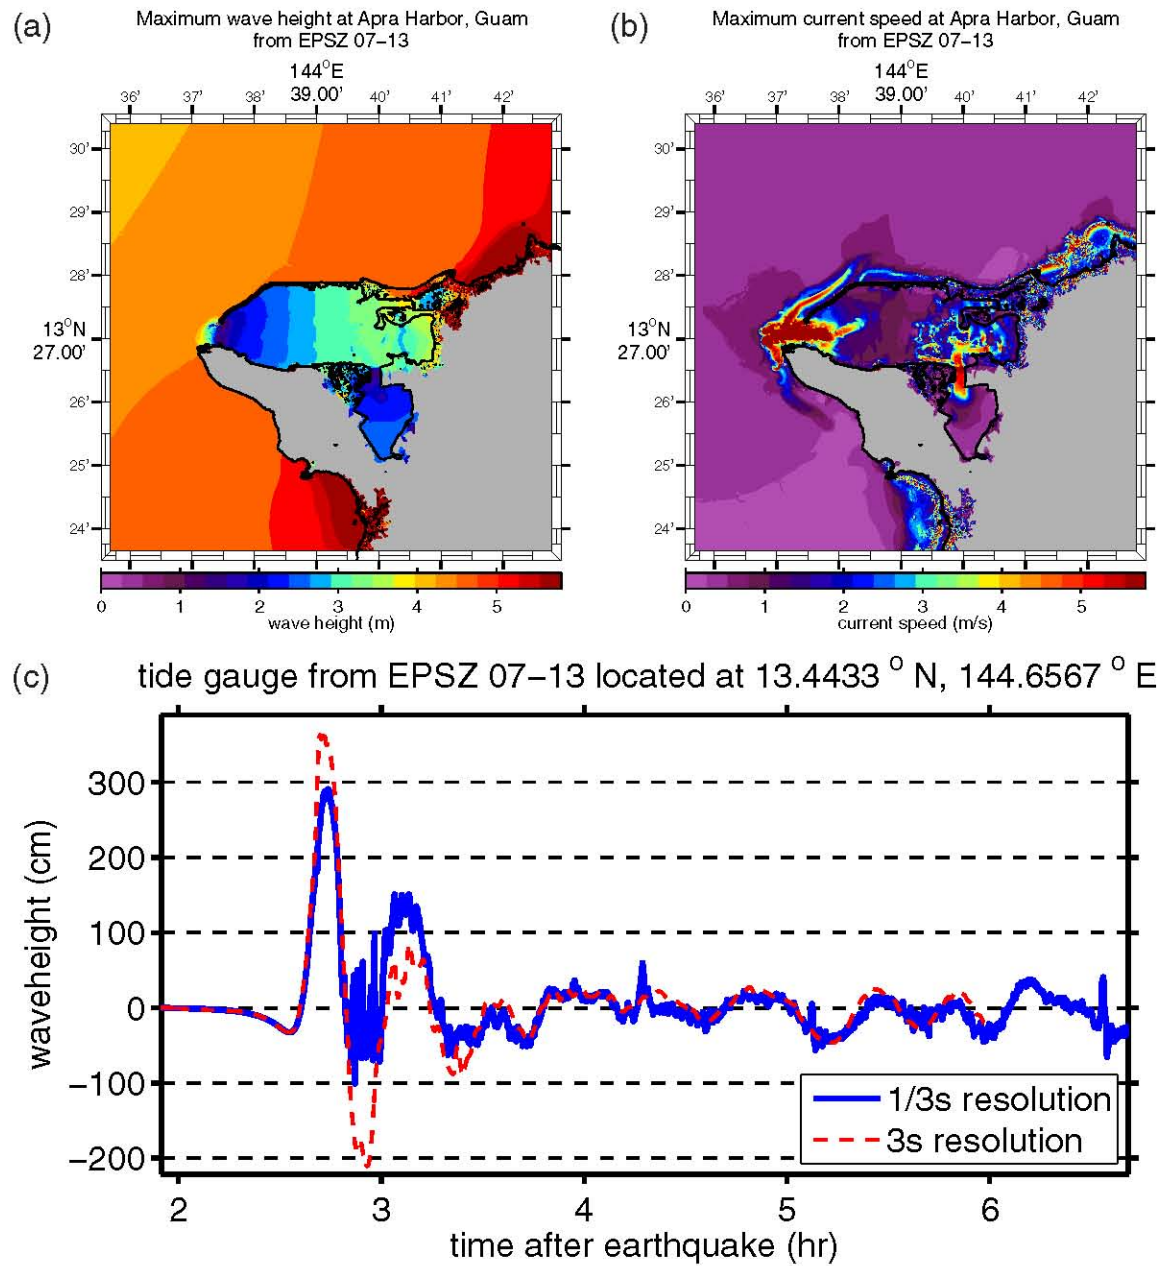 (a)
Maximum wave height at Apra Harbor, Guam
from EPSZ 07−13
144°E
36' 37' 38' 39.00' 40' 41' 42'
30'
29'
28'
13°N
27.00'
26'
25'
24'
0 1 2 3 4 5
wave height (m)
(b)
Maximum current speed at Apra Harbor, Guam
from EPSZ 07−13
144°E
36' 37' 38' 39.00' 40' 41' 42'
30'
29'
28'
13°N
27.00'
26'
25'
24'
0 1 2 3 4 5
current speed (m/s)
(c)
tide gauge from EPSZ 07−13 located at 13.4433 ° N, 144.6567 ° E
waveheight (cm)
300
200
100
0
−100
−200
1/3s resolution
3s resolution
2 3 4 5 6
time after earthquake (hr)